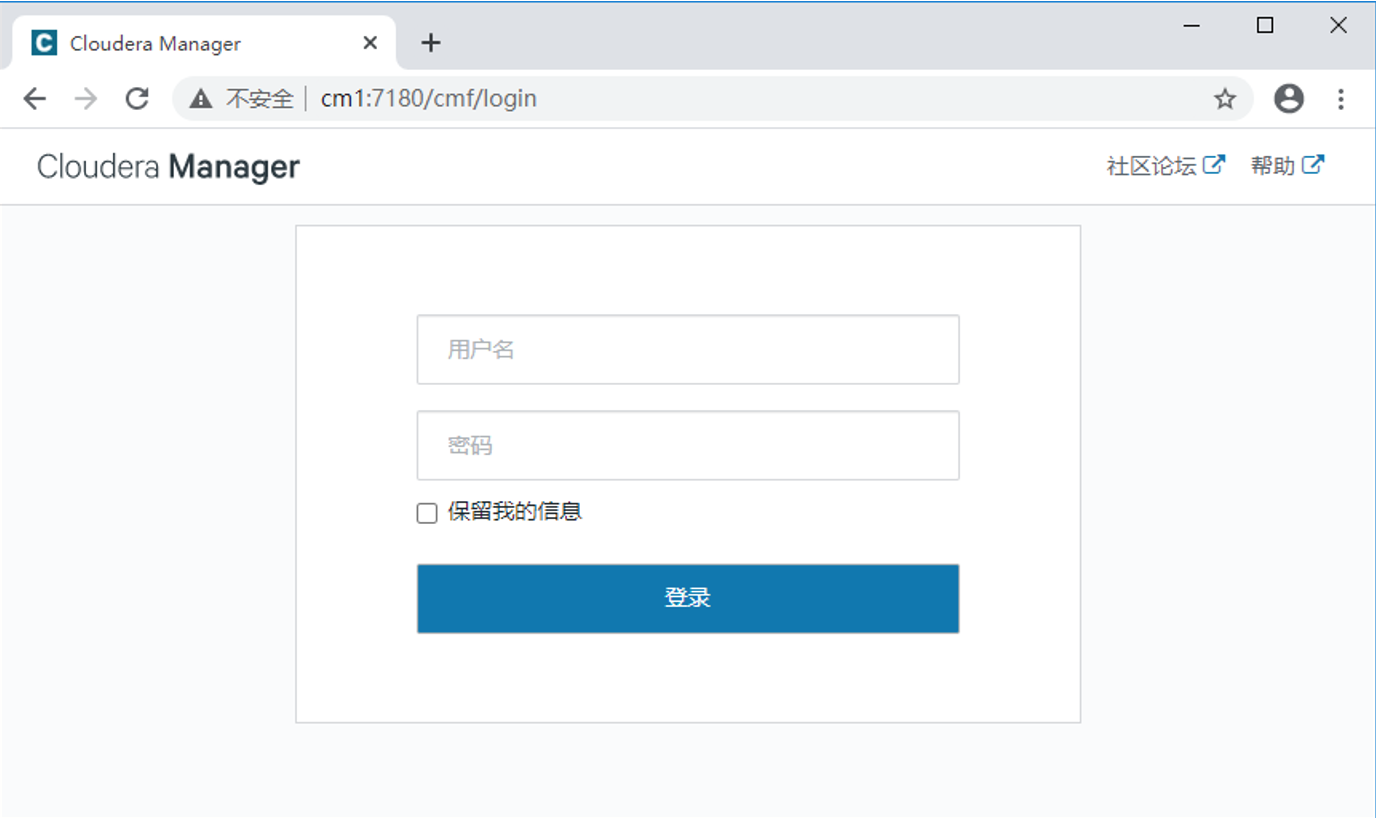 Cloudera Manager
不安全 cm1:7180/cmf/login
Cloudera Manager 社区论坛 帮助
用户名
密码
保留我的信息
登录